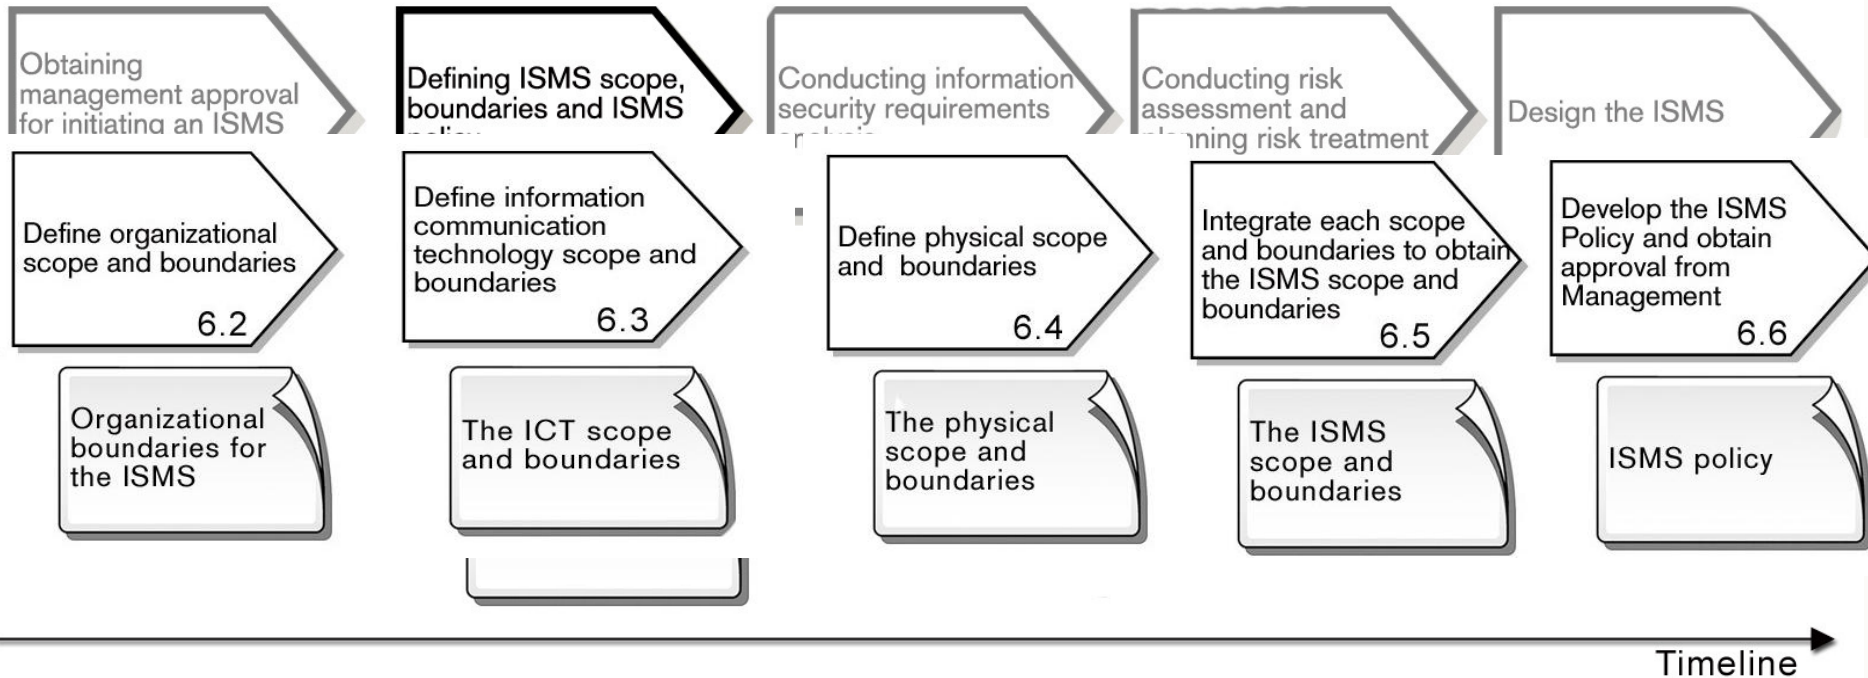 Obtaining
management approval
for initiating an ISMS
Defining ISMS scope,
boundaries and ISMS
policy
Conducting information
security requirements
analysis
Conducting risk
assessment and
planning risk treatment
Design the ISMS
Define organizational
scope and boundaries
6.2
Define information
communication
technology scope and
boundaries
6.3
Define physical scope
and boundaries
6.4
Integrate each scope
and boundaries to obtain
the ISMS scope and
boundaries
6.5
Develop the ISMS
Policy and obtain
approval from
Management
6.6
Organizational
boundaries for
the ISMS
The ICT scope
and boundaries
The physical
scope and
boundaries
The ISMS
scope and
boundaries
ISMS policy
Timeline